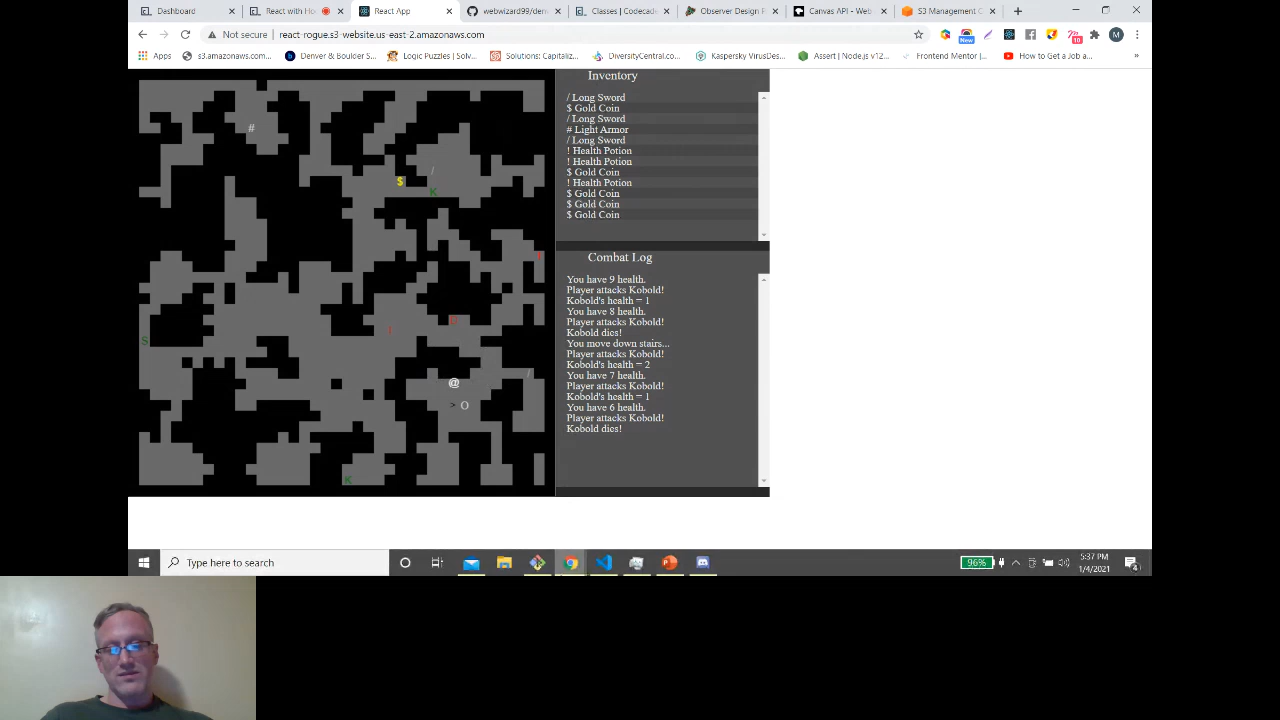 Dashboard
React with Ho
React App
webwizard99/den
Classes | Codecad
Observer Design P
Canvas API - Web
S3 Management C
Not secure | react-rogue.s3-website.us-east-2.amazonaws.com
New
10
M
Apps
s3.amazonaws.com...
Denver & Boulder S...
Logic Puzzles | Solv...
Solutions: Capitaliz...
DiversityCentral.co...
Kaspersky VirusDes...
Assert | Node.js v12...
Frontend Mentor |...
How to Get a Job a...
»
Inventory
/ Long Sword
$ Gold Coin
/ Long Sword
# Light Armor
/ Long Sword
! Health Potion
! Health Potion
$ Gold Coin
! Health Potion
$ Gold Coin
$ Gold Coin
$ Gold Coin
Combat Log
You have 9 health.
Player attacks Kobold!
Kobold's health = 1
You have 8 health.
Player attacks Kobold!
Kobold dies!
You move down stairs...
Player attacks Kobold!
Kobold's health = 2
You have 7 health.
Player attacks Kobold!
Kobold's health = 1
You have 6 health.
Player attacks Kobold!
Kobold dies!
#
/
$
K
S
@
/
> O
K
Type here to search
96%
5:37 PM
1/4/2021
4